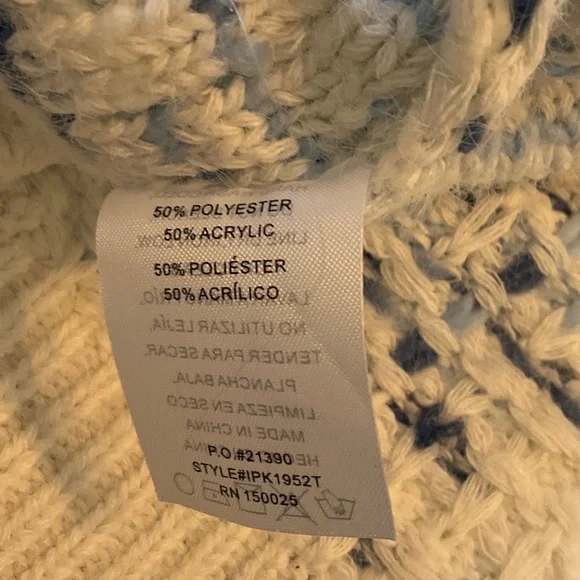 50% POLYESTER
50% ACRYLIC
50% POLIÉSTER
50% ACRÍLICO
NO UTILIZAR LEJÍA.
TENDER PARA SECAR.
PLANCHA BAJA.
LIMPIEZA EN SECO
MADE IN
CHINA
P.O.#21390
STYLE#IPK1952T
RN 150025